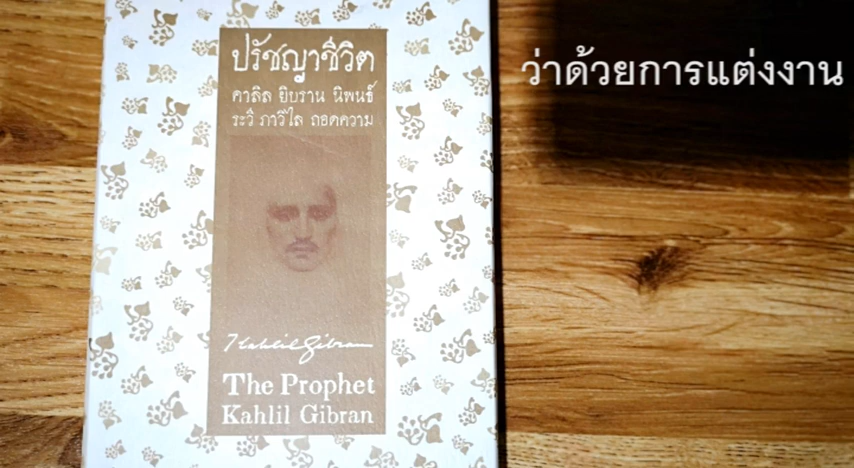 ปรัชญาชีวิต
คาลิล ยิบราน นิพนธ์
ระวี ภาวิไล ถอดความ
Kahlil Gibran
The Prophet
Kahlil Gibran
ว่าด้วยการแต่งงาน